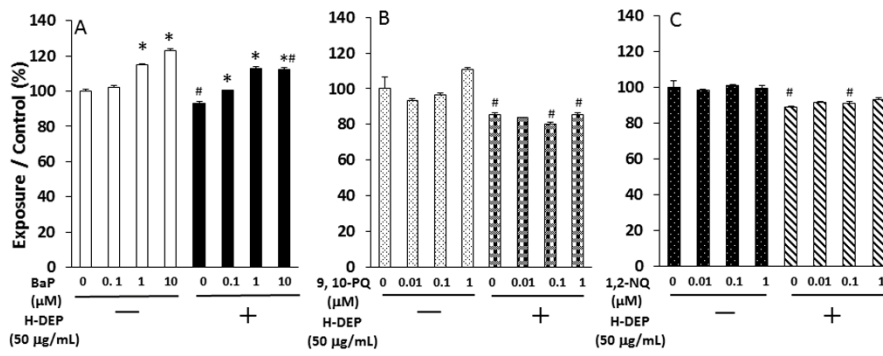 A
Exposure / Control (%)
140
120
100
80
60
40
20
0
*
*
#
*
*
*#
BaP
(μM)
0 0.1 1 10 0 0.1 1 10
H-DEP
(50 μg/mL)
— +
B
140
120
100
80
60
40
20
0
#
#
#
9, 10-PQ
(μM)
0 0.01 0.1 1 0 0.01 0.1 1
H-DEP
(50 μg/mL)
— +
C
140
120
100
80
60
40
20
0
#
#
1,2-NQ
(μM)
0 0.01 0.1 1 0 0.01 0.1 1
H-DEP
(50 μg/mL)
— +